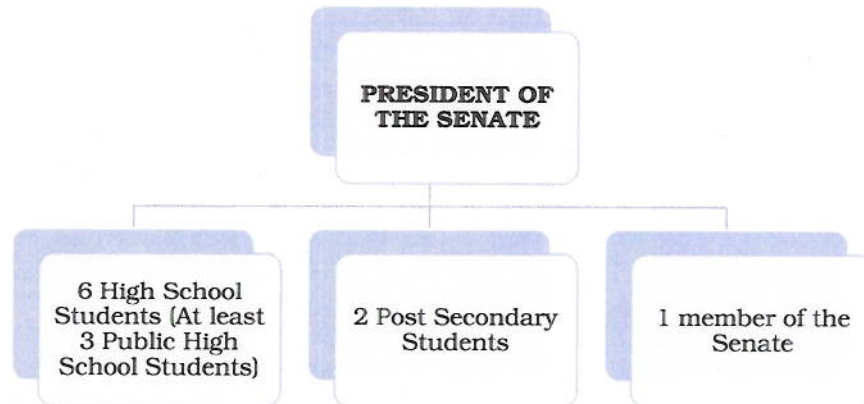 PRESIDENT OF
THE SENATE
6 High School
Students (At least
3 Public High
School Students)
2 Post Secondary
Students
1 member of the
Senate